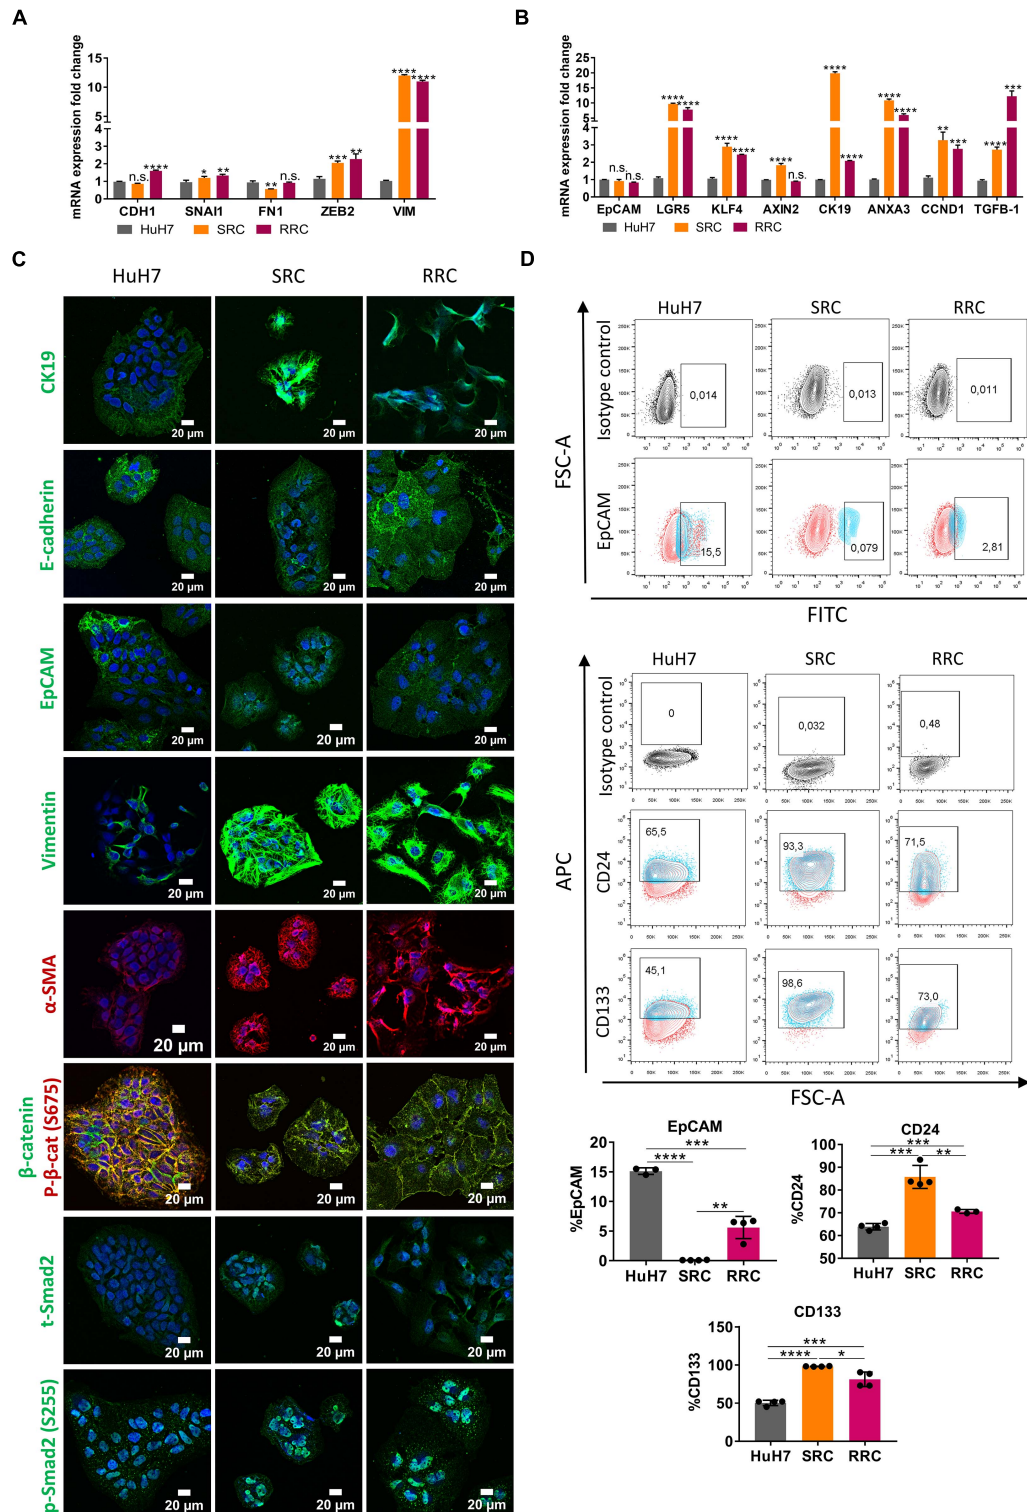 A
mRNA expression fold change
15
10
5
4
3
2
1
0
n.s. ****
* **
** n.s.
*** **
**** ****
CDH1 SNAI1 FN1 ZEB2 VIM
HuH7 SRC RRC
B
mRNA expression fold change
25
20
15
10
5
4
3
2
1
0
n.s. n.s.
**** ****
**** ****
**** n.s.
**** ****
**** ****
** ***
**** ***
EpCAM LGR5 KLF4 AXIN2 CK19 ANXA3 CCND1 TGFB-1
HuH7 SRC RRC
C
HuH7 SRC RRC
CK19
20 µm 20 µm 20 µm
E-cadherin
20 µm 20 µm 20 µm
EpCAM
20 µm 20 µm 20 µm
Vimentin
20 µm 20 µm 20 µm
α-SMA
20 µm 20 µm 20 µm
β-catenin
P-β-cat (S675)
20 µm 20 µm 20 µm
t-Smad2
20 µm 20 µm 20 µm
p-Smad2 (S255)
20 µm 20 µm 20 µm
D
HuH7 SRC RRC
FSC-A
Isotype control
0,014 0,013 0,011
EpCAM
15,5 0,079 2,81
FITC
HuH7 SRC RRC
APC
Isotype control
0 0,032 0,48
CD24
65,5 93,3 71,5
CD133
45,1 98,6 73,0
FSC-A
EpCAM
%EpCAM
20
15
10
5
0
***
****
**
HuH7 SRC RRC
CD24
%CD24
100
90
80
70
60
50
***
*** **
HuH7 SRC RRC
CD133
%CD133
150
100
50
0
***
**** *
HuH7 SRC RRC